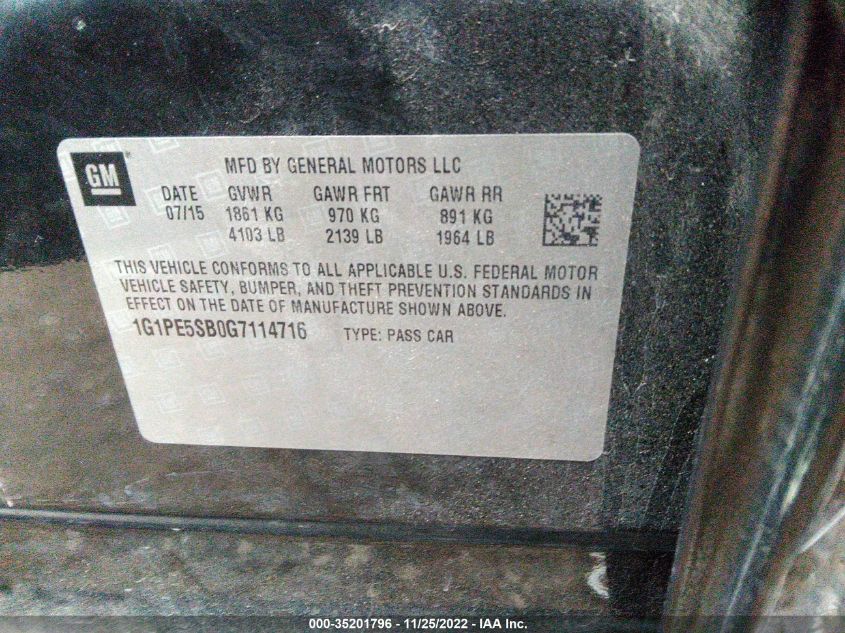 GM
MFD BY GENERAL MOTORS LLC
DATE GVWR GAWR FRT GAWR RR
07/15 1861 KG 970 KG 891 KG
4103 LB 2139 LB 1964 LB
THIS VEHICLE CONFORMS TO ALL APPLICABLE U.S. FEDERAL MOTOR
VEHICLE SAFETY, BUMPER, AND THEFT PREVENTION STANDARDS IN
EFFECT ON THE DATE OF MANUFACTURE SHOWN ABOVE.
1G1PE5SB0G7114716 TYPE: PASS CAR
000-35201796 - 11/25/2022 - IAA Inc.